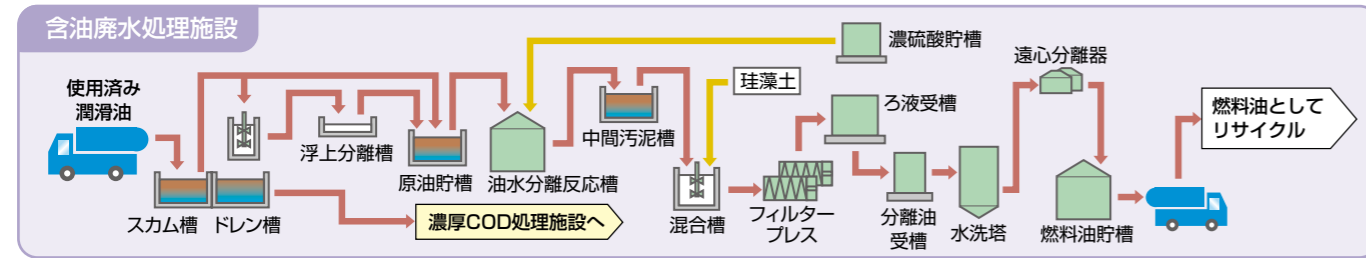 含油廃水処理施設
使用済み
潤滑油
スカム槽
ドレン槽
浮上分離槽
原油貯槽
濃厚COD処理施設へ
油水分離反応槽
濃硫酸貯槽
中間汚泥槽
珪藻土
混合槽
フィルター
プレス
ろ液受槽
分離油
受槽
水洗塔
遠心分離器
燃料油貯槽
燃料油として
リサイクル